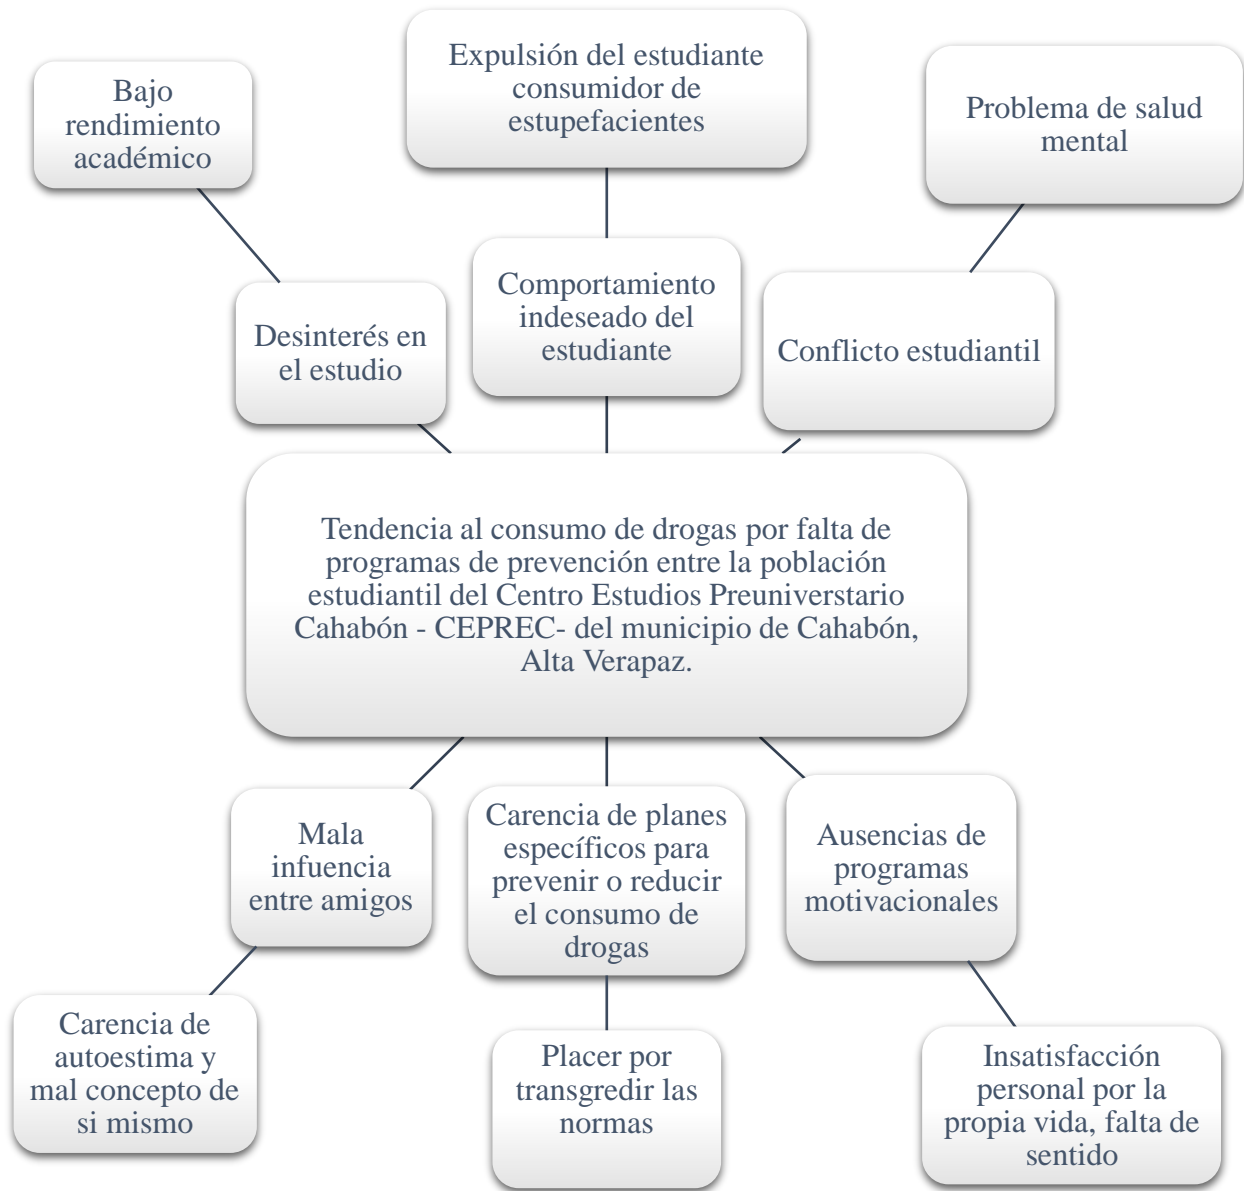 Bajo
rendimiento
académico
Expulsión del estudiante
consumidor de
estupefacientes
Problema de salud
mental
Desinterés en
el estudio
Comportamiento
indeseado del
estudiante
Conflicto estudiantil
Tendencia al consumo de drogas por falta de
programas de prevención entre la población
estudiantil del Centro Estudios Preuniverstario
Cahabón - CEPREC- del municipio de Cahabón,
Alta Verapaz.
Mala
infuencia
entre amigos
Carencia de planes
específicos para
prevenir o reducir
el consumo de
drogas
Ausencias de
programas
motivacionales
Carencia de
autoestima y
mal concepto de
si mismo
Placer por
transgredir las
normas
Insatisfacción
personal por la
propia vida, falta de
sentido